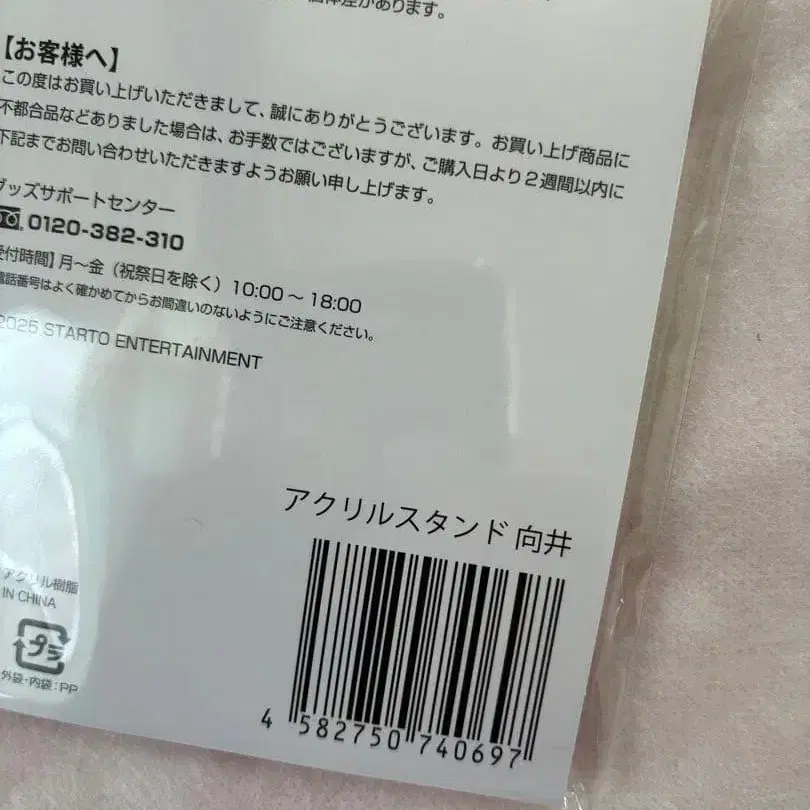 個体差があります。
【お客様へ】
この度はお買い上げいただきまして、誠にありがとうございます。お買い上げ商品に
不都合品などありました場合は、お手数ではございますが、ご購入日より2週間以内に
下記までお問い合わせいただきますようお願い申し上げます。
グッズサポートセンター
0120-382-310
受付時間】月～金（祝祭日を除く）10:00～18:00
電話番号はよく確かめてからお間違いのないようにご注意ください。
2025 STARTO ENTERTAINMENT
アクリルスタンド 向井
アクリル樹脂
IN CHINA
プラ
外袋・内袋：PP
4 582750 740697